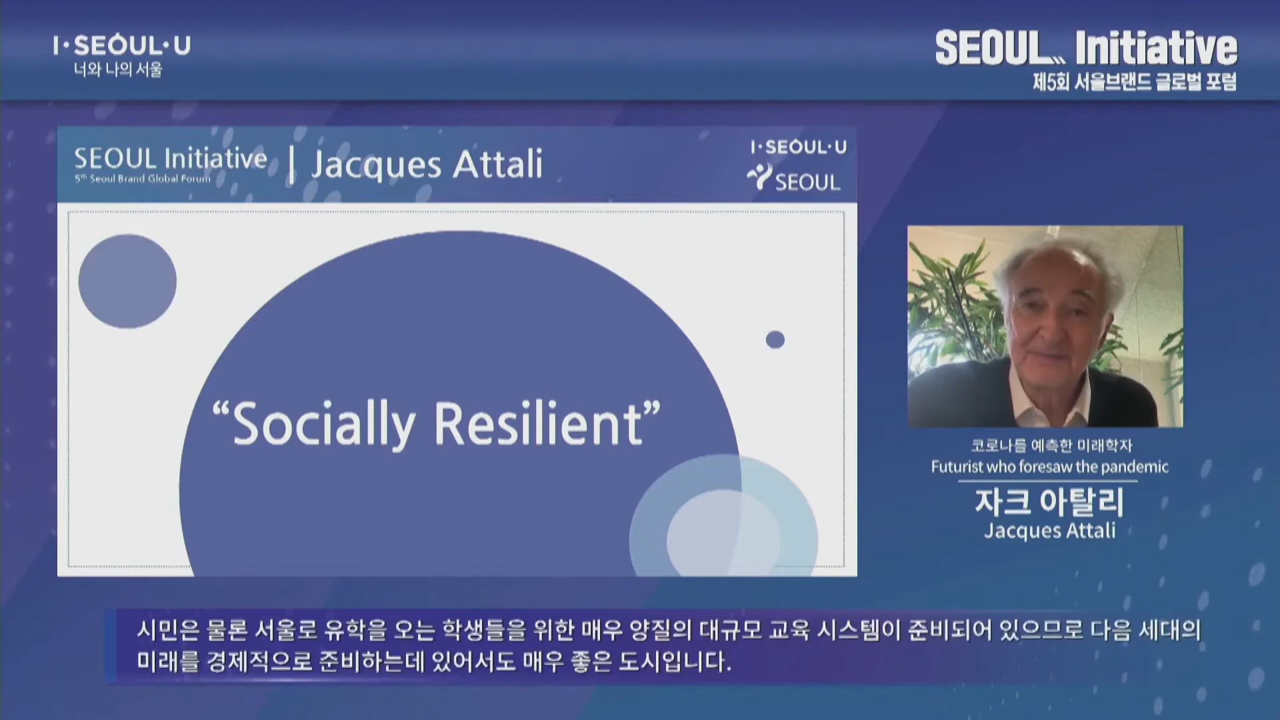 I·SEOUL·U
너와 나의 서울
SEOUL Initiative
제5회 서울브랜드 글로벌 포럼
SEOUL Initiative | Jacques Attali
5th Seoul Brand Global Forum
I·SEOUL·U
SEOUL
“Socially Resilient”
코로나를 예측한 미래학자
Futurist who foresaw the pandemic
자크 아탈리
Jacques Attali
시민은 물론 서울로 유학을 오는 학생들을 위한 매우 양질의 대규모 교육 시스템이 준비되어 있으므로 다음 세대의
미래를 경제적으로 준비하는데 있어서도 매우 좋은 도시입니다.